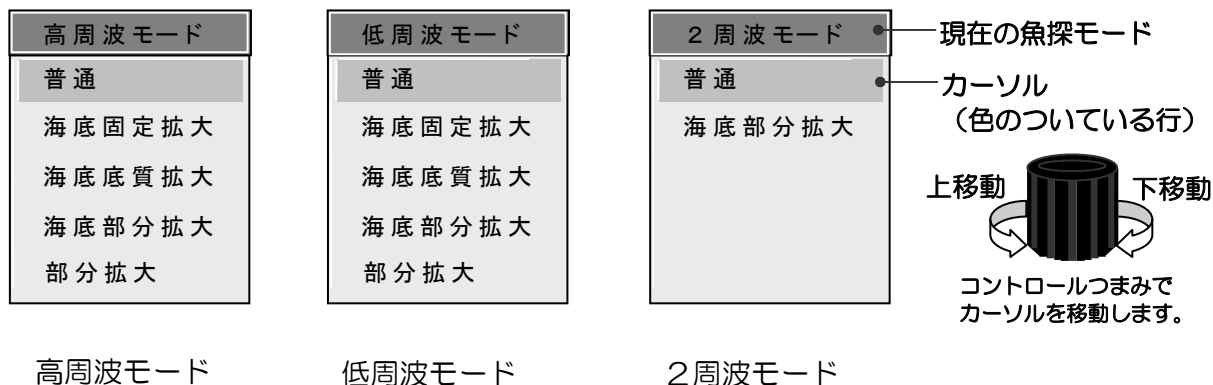 高周波モード
普通
海底固定拡大
海底底質拡大
海底部分拡大
部分拡大
低周波モード
普通
海底固定拡大
海底底質拡大
海底部分拡大
部分拡大
2周波モード
普通
海底部分拡大
現在の魚探モード
カーソル
（色のついている行）
上移動
下移動
コントロールつまみで
カーソルを移動します。
高周波モード
低周波モード
２周波モード